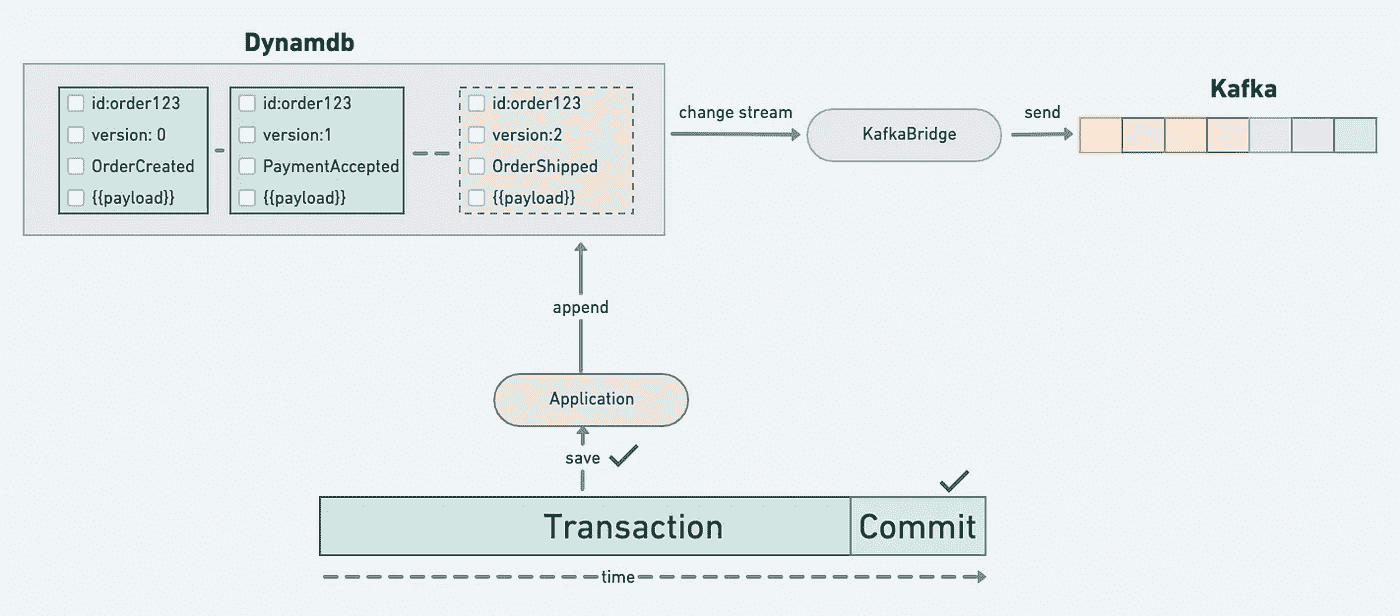 Dynamdb
id:order123
version: 0
OrderCreated
{{payload}}
id:order123
version:1
PaymentAccepted
{{payload}}
id:order123
version:2
OrderShipped
{{payload}}
change stream
KafkaBridge
send
Kafka
append
Application
save
Transaction
Commit
time